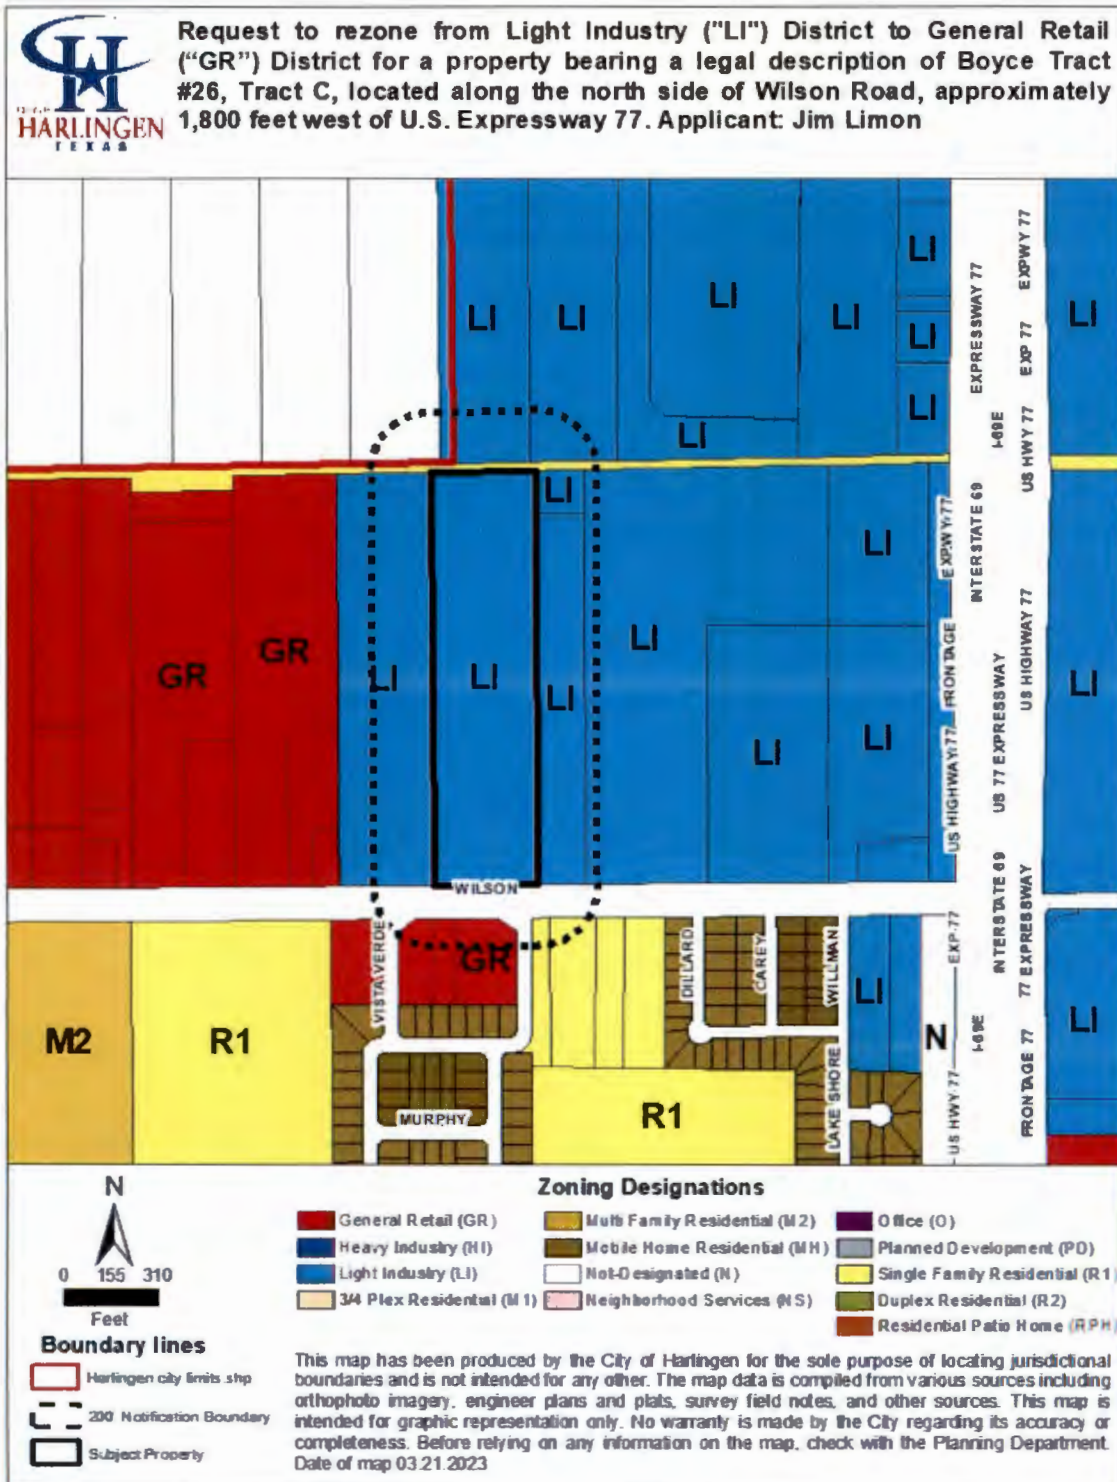 Request to rezone from Light Industry ("LI") District to General Retail
("GR") District for a property bearing a legal description of Boyce Tract
#26, Tract C, located along the north side of Wilson Road, approximately
1,800 feet west of U.S. Expressway 77. Applicant: Jim Limon
HARLINGEN
TEXAS
LI
LI
LI
LI
LI
LI
LI
LI
LI
EXPRESSWAY 77
EXPWY 77
EXP 77
US HWY 77
I-69E
INTERSTATE 69
EXPWY 77
FRONTAGE
US HIGHWAY 77
US HIGHWAY 77
US 77 EXPRESSWAY
GR
GR
LI
LI
LI
LI
LI
LI
LI
LI
LI
WILSON
GR
VISTA VERDE
DILLARD
CAREY
WILLMAN
LAKE SHORE
MURPHY
M2
R1
R1
LI
N
LI
EXP 77
US HWY 77
I-69E
INTERSTATE 69
77 EXPRESSWAY
FRONTAGE 77
N
0 155 310
Feet
Boundary lines
Harlingen city limits shp
200' Notification Boundary
Subject Property
Zoning Designations
General Retail (GR)
Heavy Industry (HI)
Light Industry (LI)
3/4 Plex Residential (M1)
Multi Family Residential (M2)
Mobile Home Residential (MH)
Not-Designated (N)
Neighborhood Services (NS)
Office (O)
Planned Development (PD)
Single Family Residential (R1)
Duplex Residential (R2)
Residential Patio Home (RPH)
This map has been produced by the City of Harlingen for the sole purpose of locating jurisdictional
boundaries and is not intended for any other. The map data is compiled from various sources including
orthophoto imagery, engineer plans and plats, survey field notes, and other sources. This map is
intended for graphic representation only. No warranty is made by the City regarding its accuracy or
completeness. Before relying on any information on the map, check with the Planning Department.
Date of map 03.21.2023